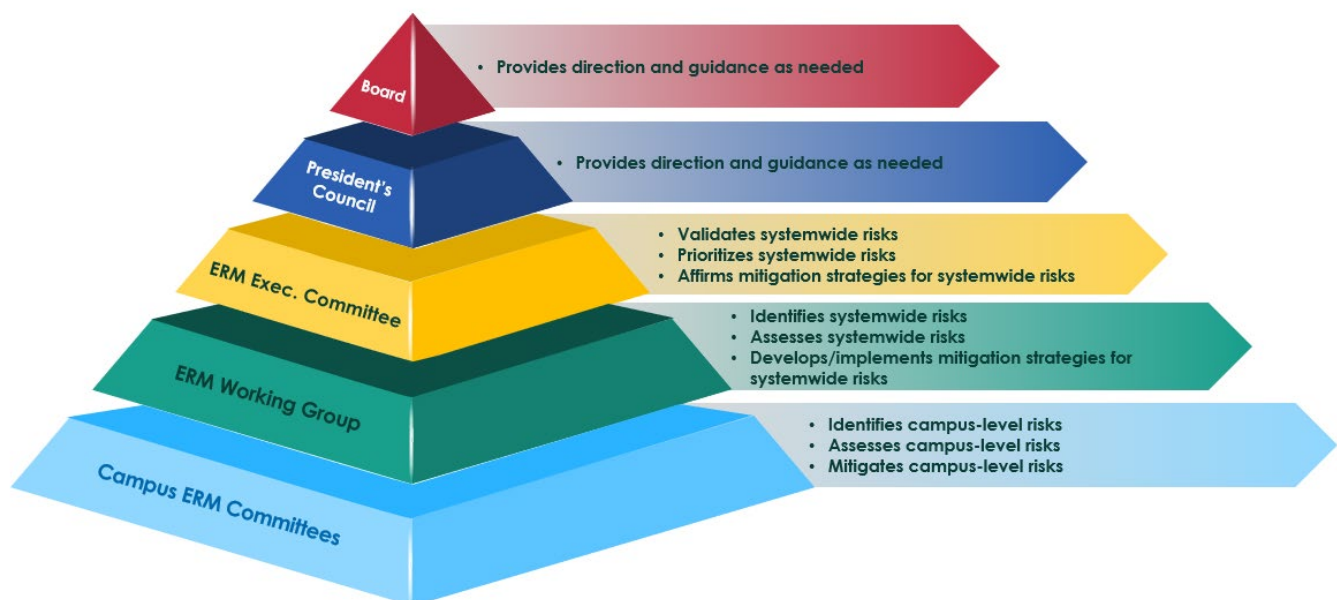 Board
• Provides direction and guidance as needed
President's
Council
• Provides direction and guidance as needed
ERM Exec. Committee
• Validates systemwide risks
• Prioritizes systemwide risks
• Affirms mitigation strategies for systemwide risks
ERM Working Group
• Identifies systemwide risks
• Assesses systemwide risks
• Develops/implements mitigation strategies for
systemwide risks
Campus ERM Committees
• Identifies campus-level risks
• Assesses campus-level risks
• Mitigates campus-level risks